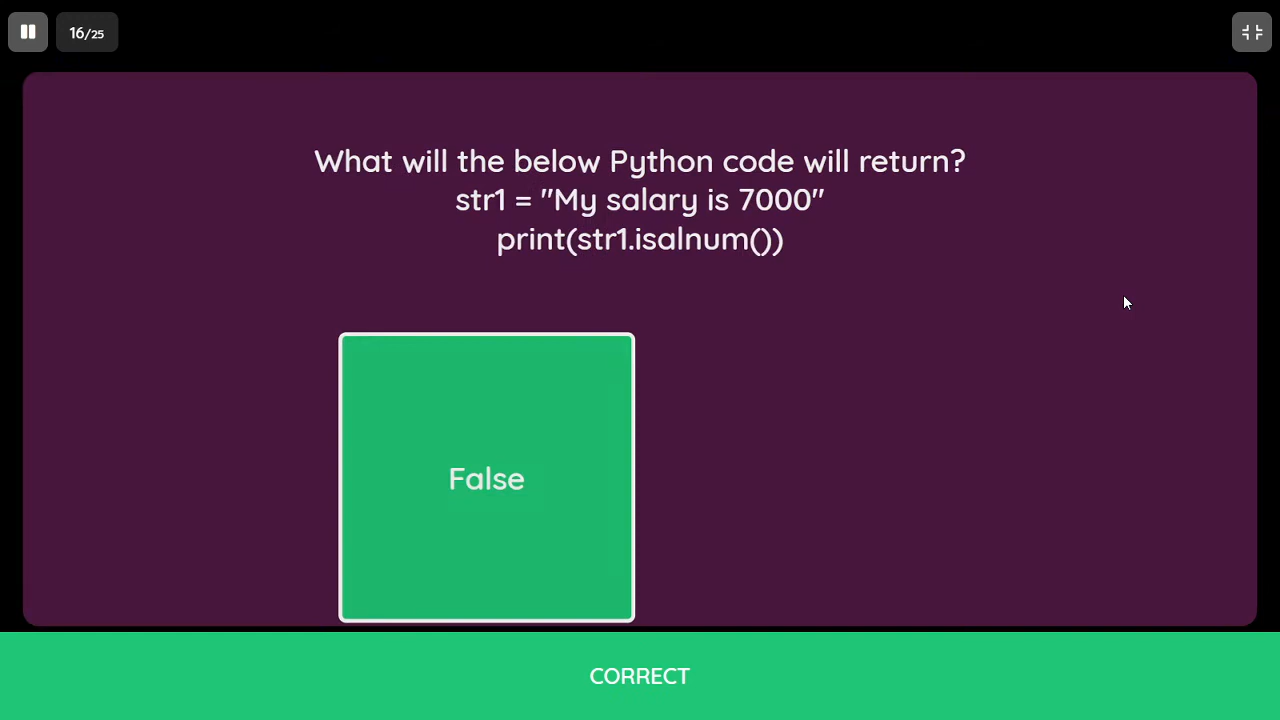 16/25
What will the below Python code will return?
str1 = "My salary is 7000"
print(str1.isalnum())
False
CORRECT